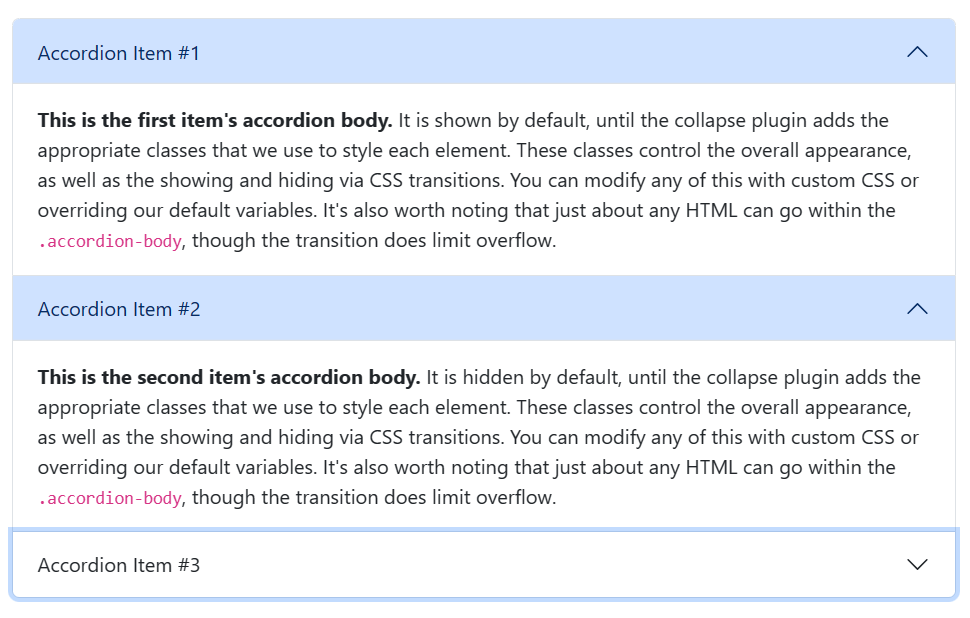 Accordion Item #1
This is the first item's accordion body. It is shown by default, until the collapse plugin adds the
appropriate classes that we use to style each element. These classes control the overall appearance,
as well as the showing and hiding via CSS transitions. You can modify any of this with custom CSS or
overriding our default variables. It's also worth noting that just about any HTML can go within the
.accordion-body, though the transition does limit overflow.
Accordion Item #2
This is the second item's accordion body. It is hidden by default, until the collapse plugin adds the
appropriate classes that we use to style each element. These classes control the overall appearance,
as well as the showing and hiding via CSS transitions. You can modify any of this with custom CSS or
overriding our default variables. It's also worth noting that just about any HTML can go within the
.accordion-body, though the transition does limit overflow.
Accordion Item #3